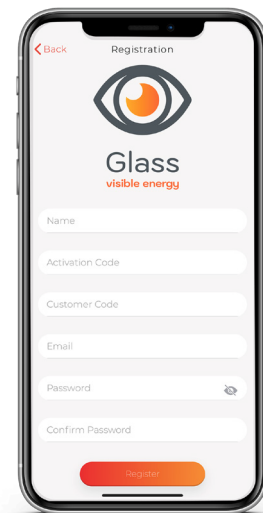 Back
Registration
Glass
visible energy
Name
Activation Code
Customer Code
Email
Password
Confirm Password
Register